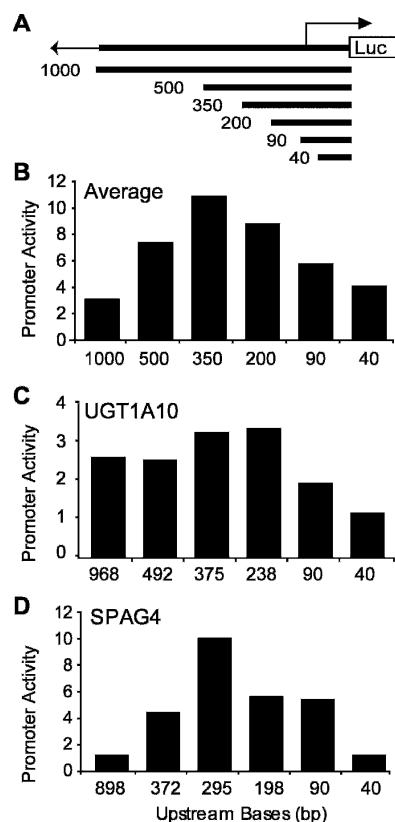 A
Luc
1000
500
350
200
90
40
B
Average
Promoter Activity
12
10
8
6
4
2
0
1000 500 350 200 90 40
C
UGT1A10
Promoter Activity
4
3
2
1
0
968 492 375 238 90 40
D
SPAG4
Promoter Activity
12
10
8
6
4
2
0
898 372 295 198 90 40
Upstream Bases (bp)